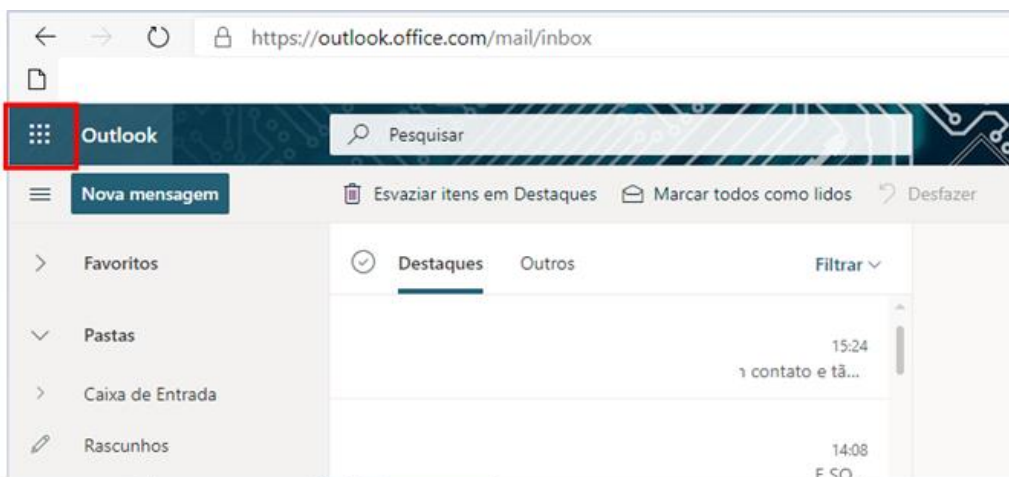 https://outlook.office.com/mail/inbox
Outlook
Pesquisar
Nova mensagem
Esvaziar itens em Destaques
Marcar todos como lidos
Desfazer
Favoritos
Destaques
Outros
Filtrar
Pastas
15:24
contato e tã...
Caixa de Entrada
Rascunhos
14:08